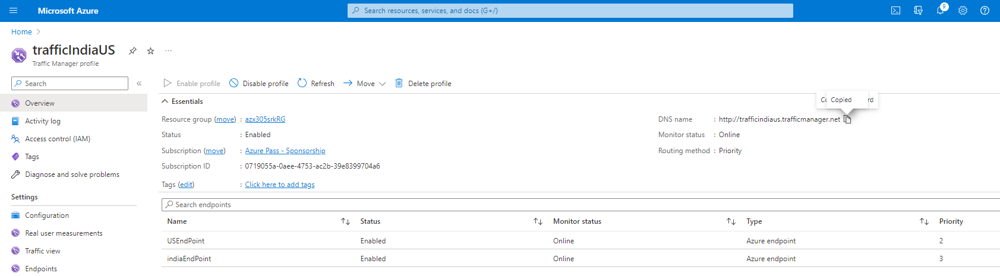 Microsoft Azure
Search resources, services, and docs (G+/)
9
Home
trafficIndiaUS
Traffic Manager profile
Search
Overview
Activity log
Access control (IAM)
Tags
Diagnose and solve problems
Settings
Configuration
Real user measurements
Traffic view
Endpoints
Enable profile Disable profile Refresh Move Delete profile
Essentials
Copied
Resource group (move) : azx305srkRG
Status : Enabled
Subscription (move) : Azure Pass - Sponsorship
Subscription ID : 0719055a-0aee-4753-ac2b-39e8399704a6
Tags (edit) : Click here to add tags
DNS name : http://trafficindiaus.trafficmanager.net
Monitor status : Online
Routing method : Priority
Search endpoints
Name Status Monitor status Type Priority
USEndPoint Enabled Online Azure endpoint 2
indiaEndPoint Enabled Online Azure endpoint 3